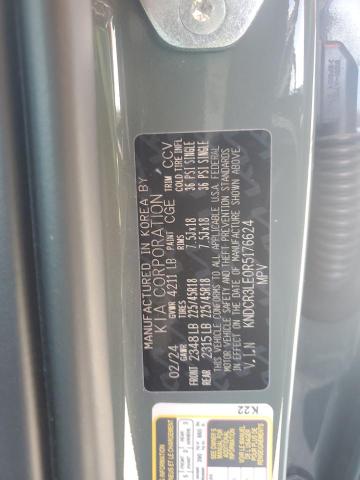 MANUFACTURED IN KOREA BY
KIA CORPORATION
GVWR 4211 LB PAINT CGE TRIM CCV
02/24 GAWR TIRES RIMS COLD TIRE INFL
FRONT 2348 LB 225/45R18 7.5Jx18 36 PSI SINGLE
REAR 2315 LB 225/45R18 7.5Jx18 36 PSI SINGLE
THIS VEHICLE CONFORMS TO ALL APPLICABLE U.S.A. FEDERAL
MOTOR VEHICLE SAFETY AND THEFT PREVENTION STANDARDS
IN EFFECT ON THE DATE OF MANUFACTURE SHOWN ABOVE.
V.I.N KNDCR3LE0R5176624
MPV
K22